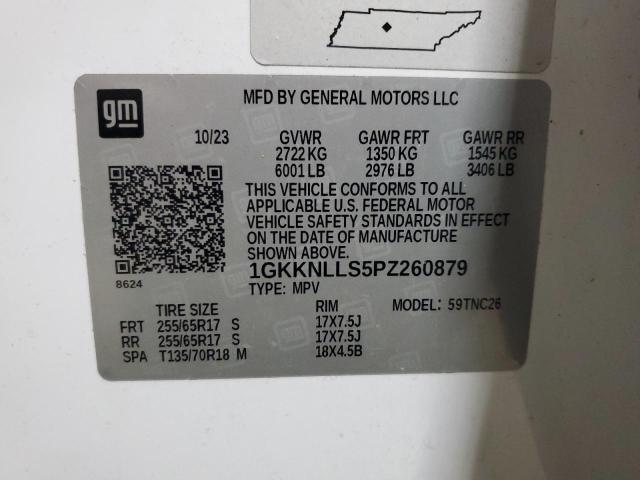 gm
MFD BY GENERAL MOTORS LLC
10/23 GVWR GAWR FRT GAWR RR
2722 KG 1350 KG 1545 KG
6001 LB 2976 LB 3406 LB
THIS VEHICLE CONFORMS TO ALL
APPLICABLE U.S. FEDERAL MOTOR
VEHICLE SAFETY STANDARDS IN EFFECT
ON THE DATE OF MANUFACTURE
SHOWN ABOVE.
1GKKNLLS5PZ260879
8624
TYPE: MPV
TIRE SIZE RIM MODEL: 59TNC26
FRT 255/65R17 S 17X7.5J
RR 255/65R17 S 17X7.5J
SPA T135/70R18 M 18X4.5B